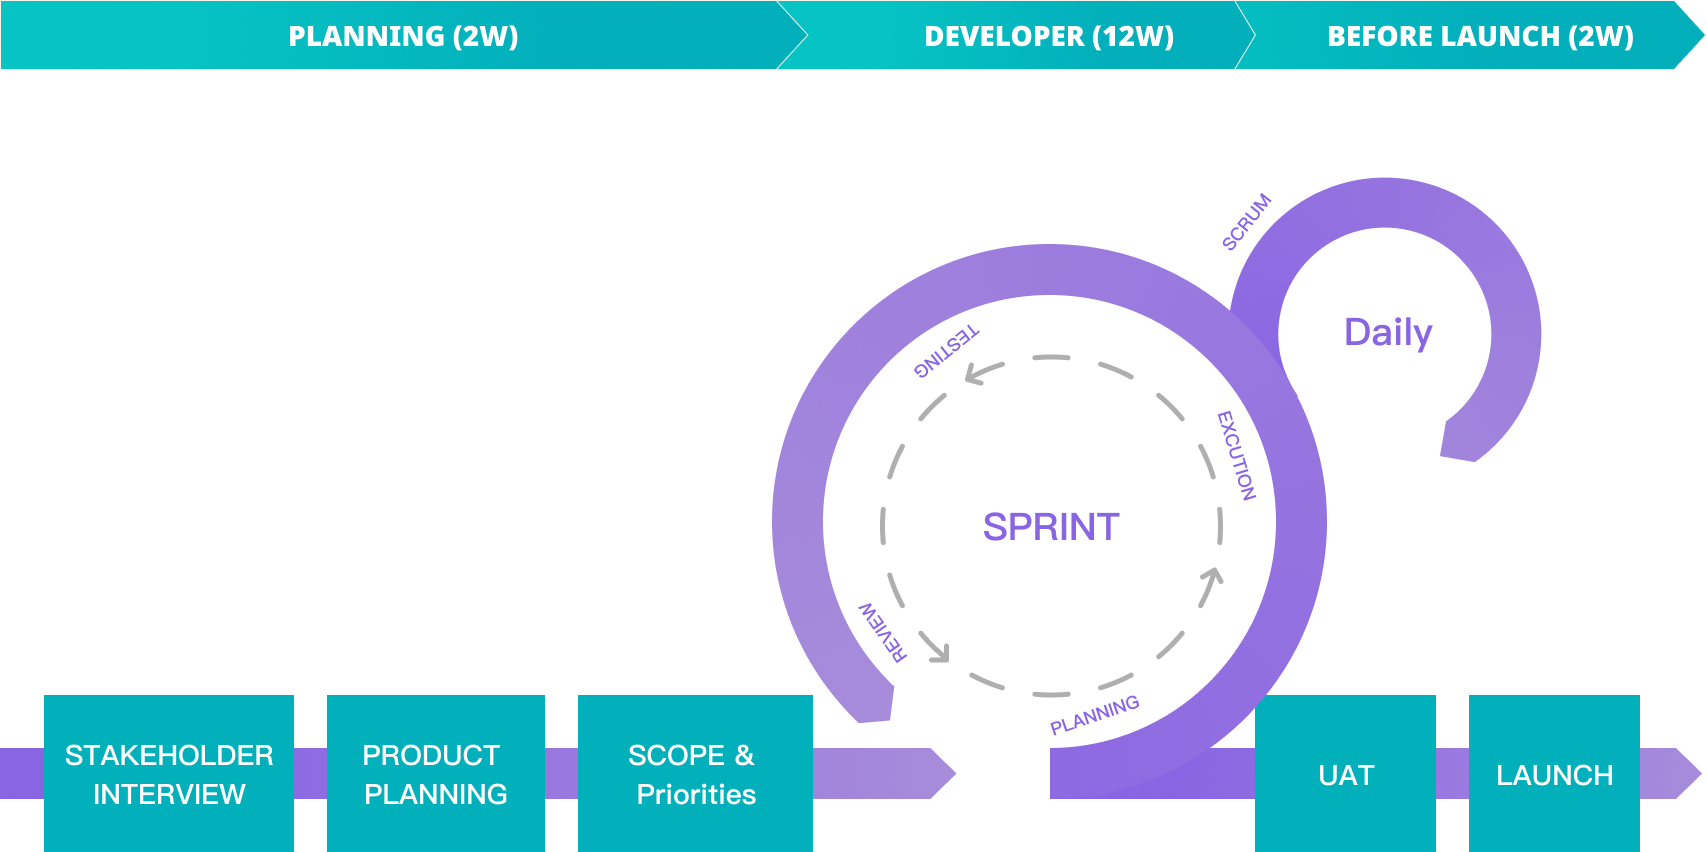 PLANNING (2W)
DEVELOPER (12W)
BEFORE LAUNCH (2W)
SCRUM
Daily
TESTING
EXCUTION
SPRINT
REVIEW
PLANNING
STAKEHOLDER
INTERVIEW
PRODUCT
PLANNING
SCOPE &
Priorities
UAT
LAUNCH